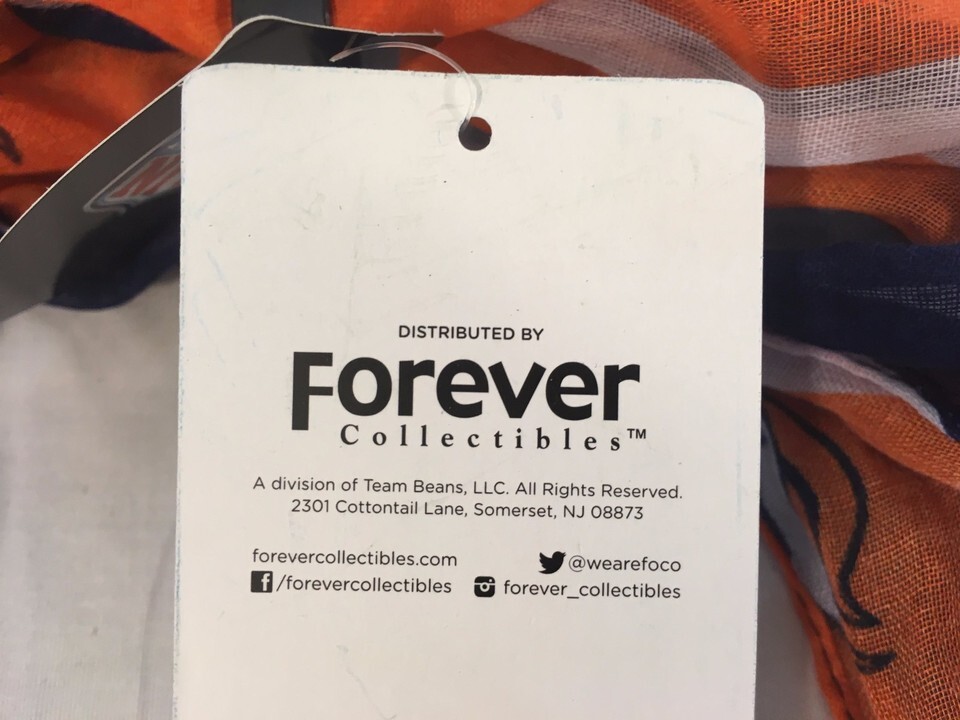 DISTRIBUTED BY
Forever
Collectibles™
A division of Team Beans, LLC. All Rights Reserved.
2301 Cottontail Lane, Somerset, NJ 08873
forevercollectibles.com
@wearefoco
/forevercollectibles
forever_collectibles